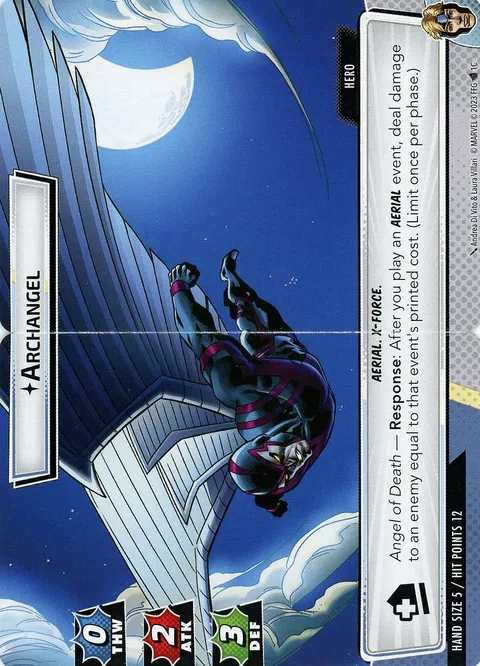 ARCHANGEL
0
THW
2
ATK
3
DEF
HERO
AERIAL. X-FORCE.
Angel of Death — Response: After you play an AERIAL event, deal damage
to an enemy equal to that event's printed cost. (Limit once per phase.)
HAND SIZE 5 / HIT POINTS 12
Andrea Di Vito & Laura Villari © MARVEL © 2023 FFG 1C